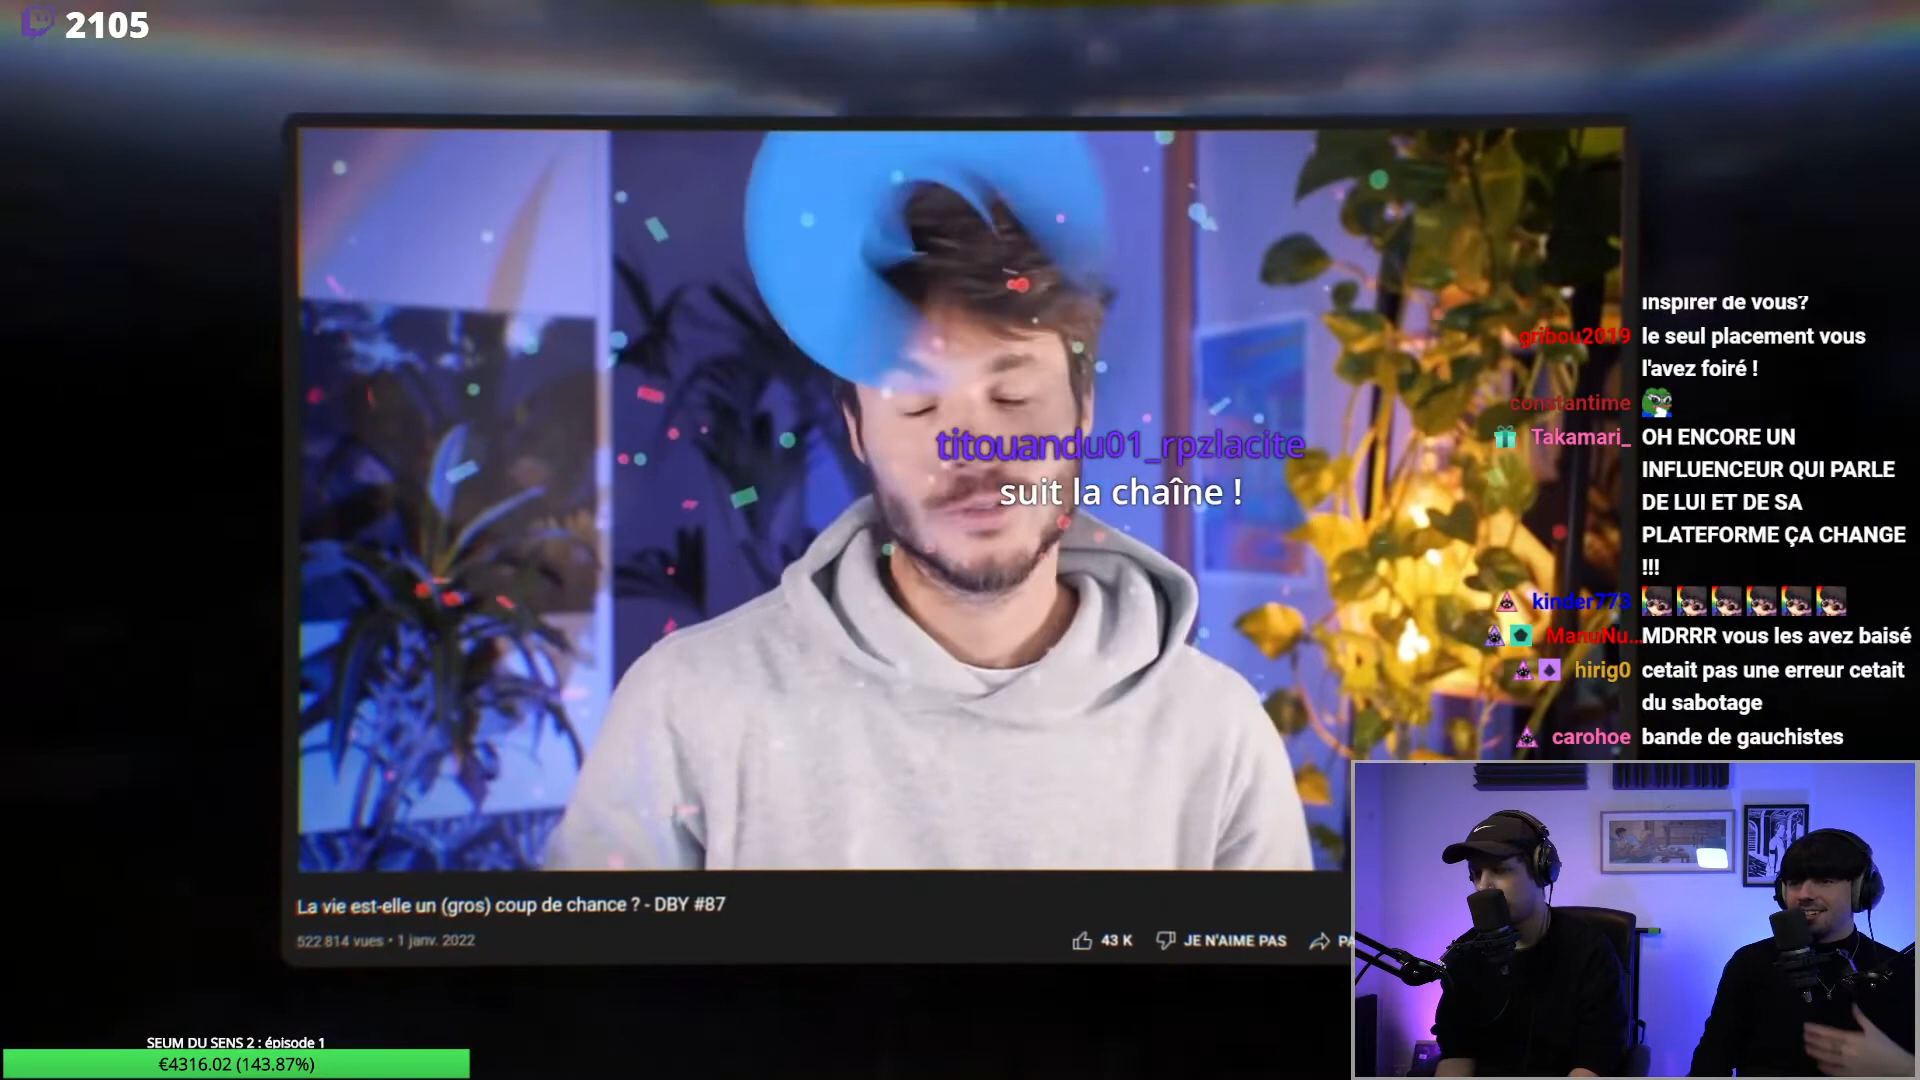 2105
inspirer de vous?
gribou2019 le seul placement vous
l'avez foiré !
constantime
Takamari_ OH ENCORE UN
INFLUENCEUR QUI PARLE
DE LUI ET DE SA
PLATEFORME ÇA CHANGE
!!!
kinder773
ManuNu... MDRRR vous les avez baisé
hirig0 cetait pas une erreur cetait
du sabotage
carohoe bande de gauchistes
titouandu01_rpzlacite
suit la chaîne !
La vie est-elle un (gros) coup de chance ? - DBY #87
522 814 vues • 1 janv. 2022
43 K JE N'AIME PAS PA
SEUM DU SENS 2 : épisode 1
€4316.02 (143.87%)